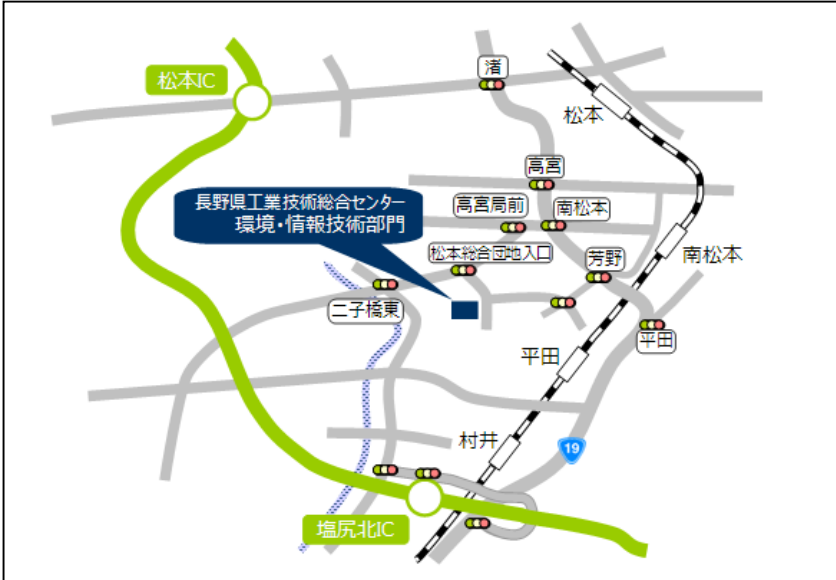 渚
松本IC
松本
高宮
長野県工業技術総合センター
環境・情報技術部門
高宮局前
南松本
松本総合団地入口
芳野
南松本
二子橋東
平田
平田
村井
19
塩尻北IC